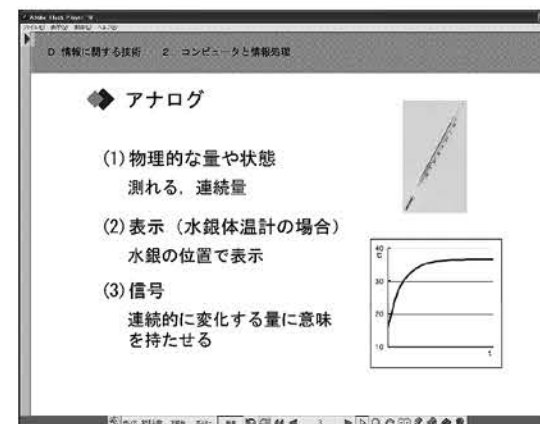 D 情報に関する技術 2 コンピュータと情報処理
アナログ
(1)物理的な量や状態
測れる，連続量
(2)表示（水銀体温計の場合）
水銀の位置で表示
(3)信号
連続的に変化する量に意味
を持たせる
40
℃
30
20
10
t